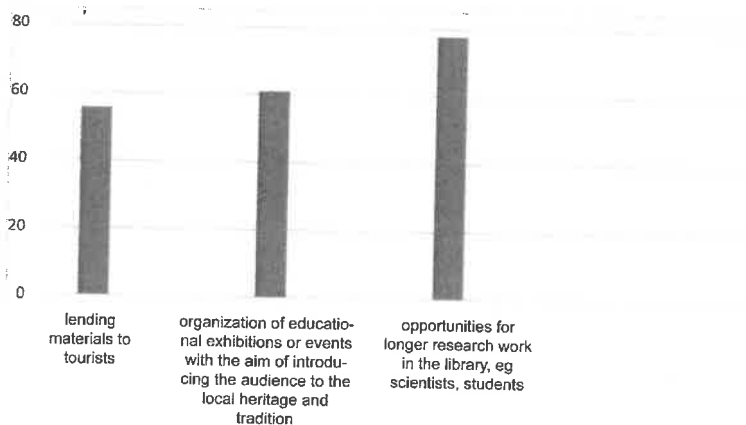 80
60
40
20
0
lending
materials to
tourists
organization of educatio-
nal exhibitions or events
with the aim of introdu-
cing the audience to the
local heritage and
tradition
opportunities for
longer research work
in the library, eg
scientists, students